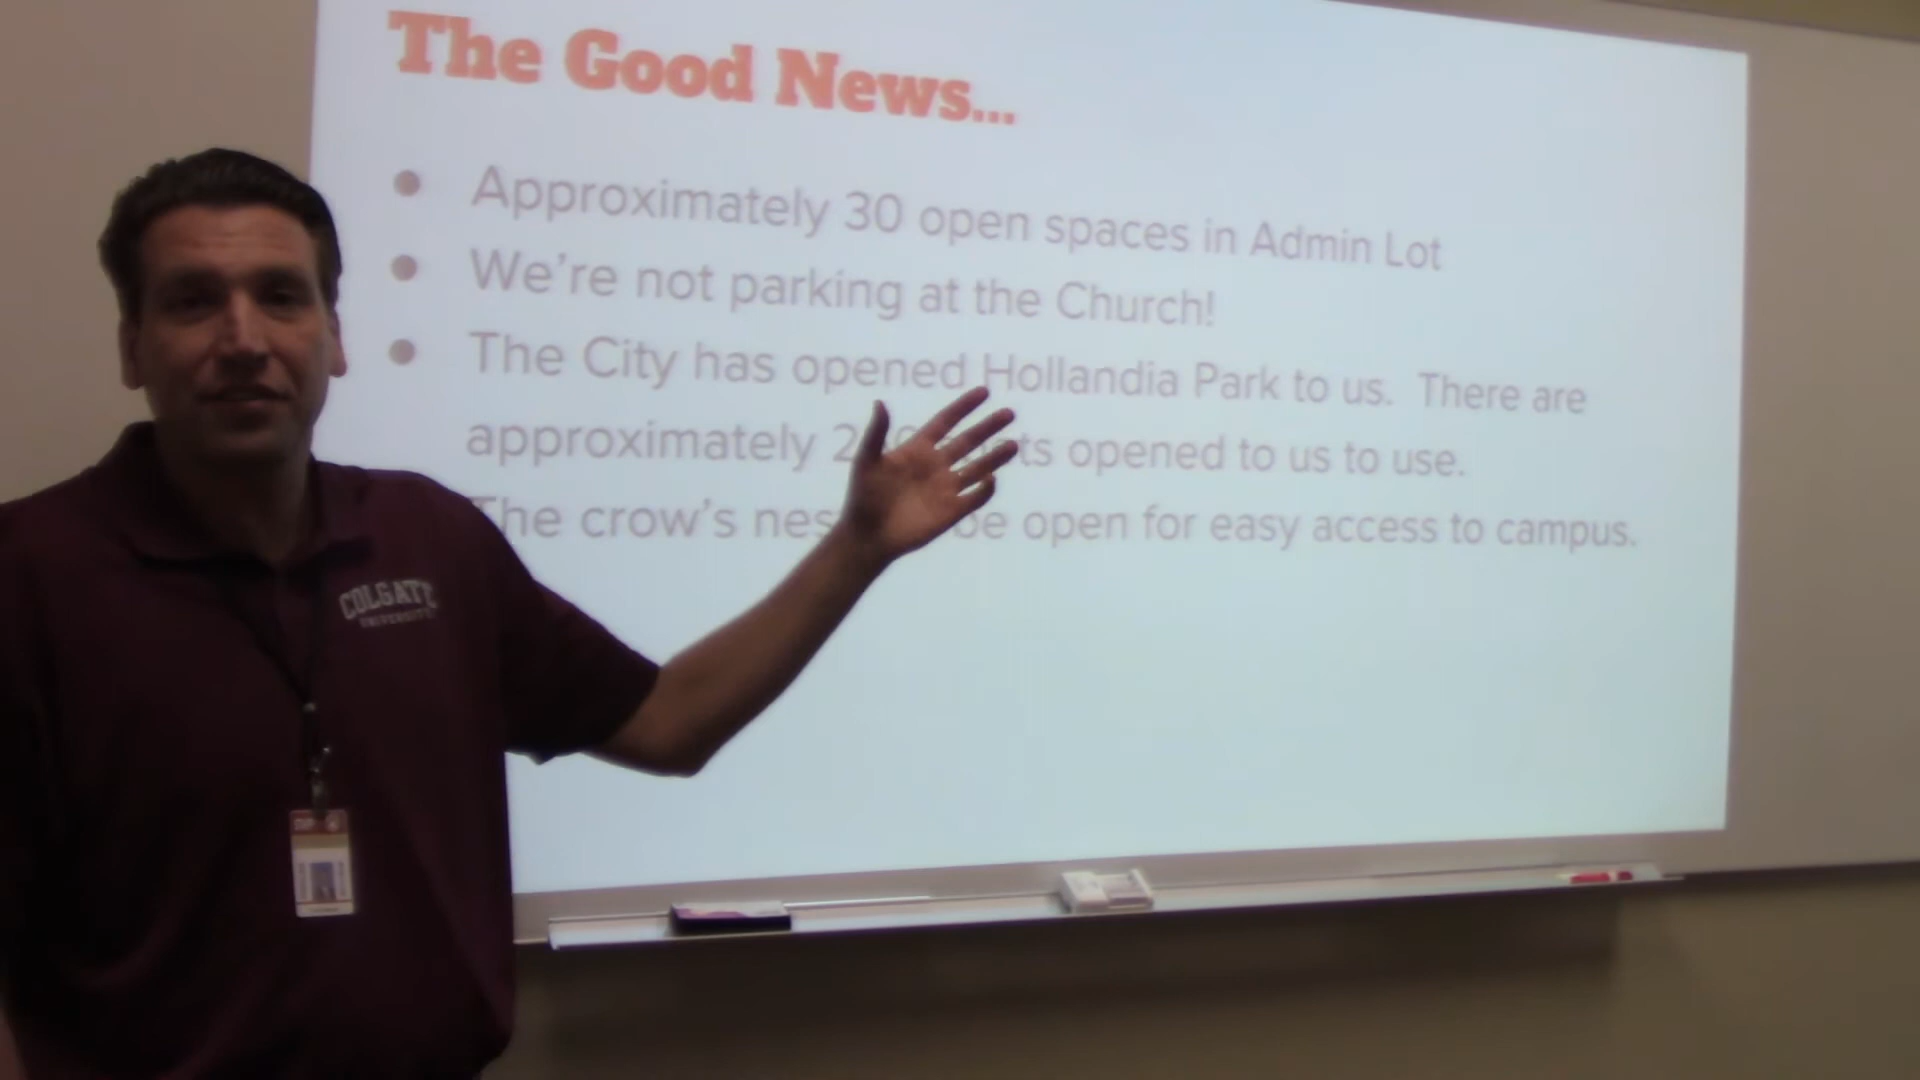 The Good News...
● Approximately 30 open spaces in Admin Lot
● We're not parking at the Church!
● The City has opened Hollandia Park to us. There are
approximately opened to us to use.
The crow's be open for easy access to campus.
COLGATE
UNIVERSITY